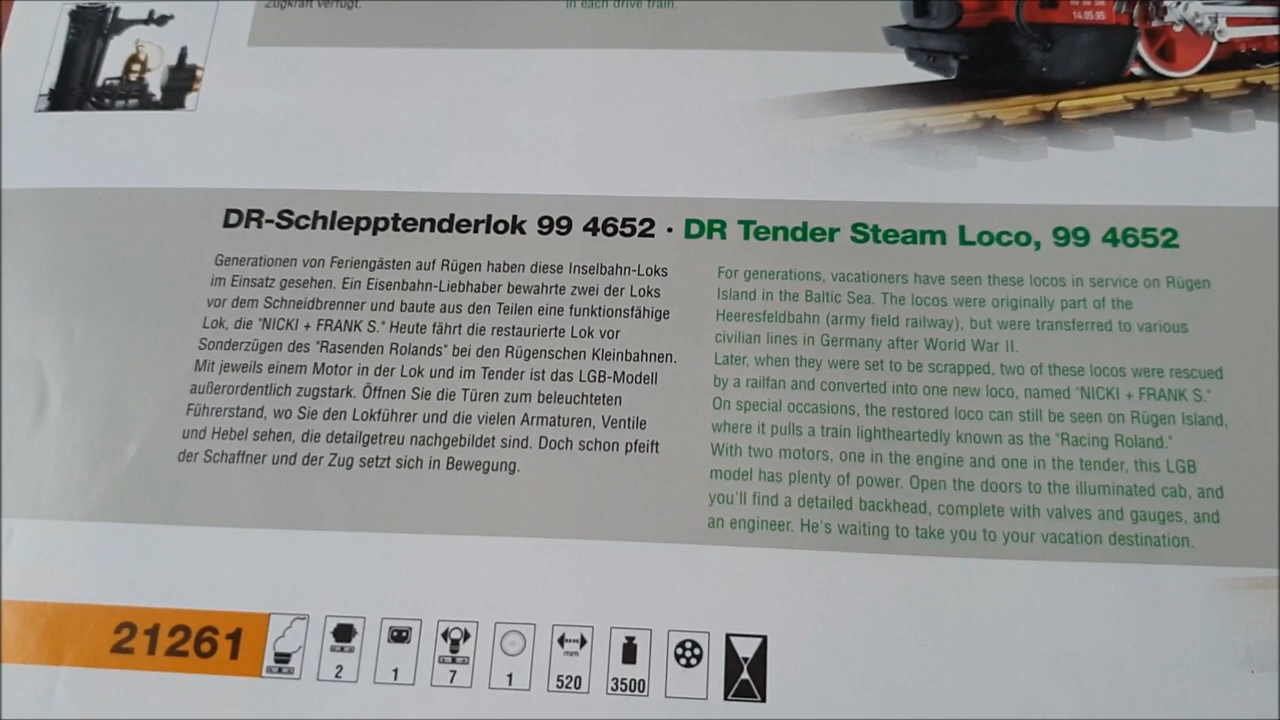 Zugkraft verfügt.
in each drive train.
14.05.95
DR-Schlepptenderlok 99 4652 · DR Tender Steam Loco, 99 4652
Generationen von Feriengästen auf Rügen haben diese Inselbahn-Loks
im Einsatz gesehen. Ein Eisenbahn-Liebhaber bewahrte zwei der Loks
vor dem Schneidbrenner und baute aus den Teilen eine funktionsfähige
Lok, die "NICKI + FRANK S." Heute fährt die restaurierte Lok vor
Sonderzügen des "Rasenden Rolands" bei den Rügenschen Kleinbahnen.
Mit jeweils einem Motor in der Lok und im Tender ist das LGB-Modell
außerordentlich zugstark. Öffnen Sie die Türen zum beleuchteten
Führerstand, wo Sie den Lokführer und die vielen Armaturen, Ventile
und Hebel sehen, die detailgetreu nachgebildet sind. Doch schon pfeift
der Schaffner und der Zug setzt sich in Bewegung.
For generations, vacationers have seen these locos in service on Rügen
Island in the Baltic Sea. The locos were originally part of the
Heeresfeldbahn (army field railway), but were transferred to various
civilian lines in Germany after World War II.
Later, when they were set to be scrapped, two of these locos were rescued
by a railfan and converted into one new loco, named "NICKI + FRANK S."
On special occasions, the restored loco can still be seen on Rügen Island,
where it pulls a train lightheartedly known as the "Racing Roland."
With two motors, one in the engine and one in the tender, this LGB
model has plenty of power. Open the doors to the illuminated cab, and
you'll find a detailed backhead, complete with valves and gauges, and
an engineer. He's waiting to take you to your vacation destination.
21261
2
1
7
1
mm
520
3500